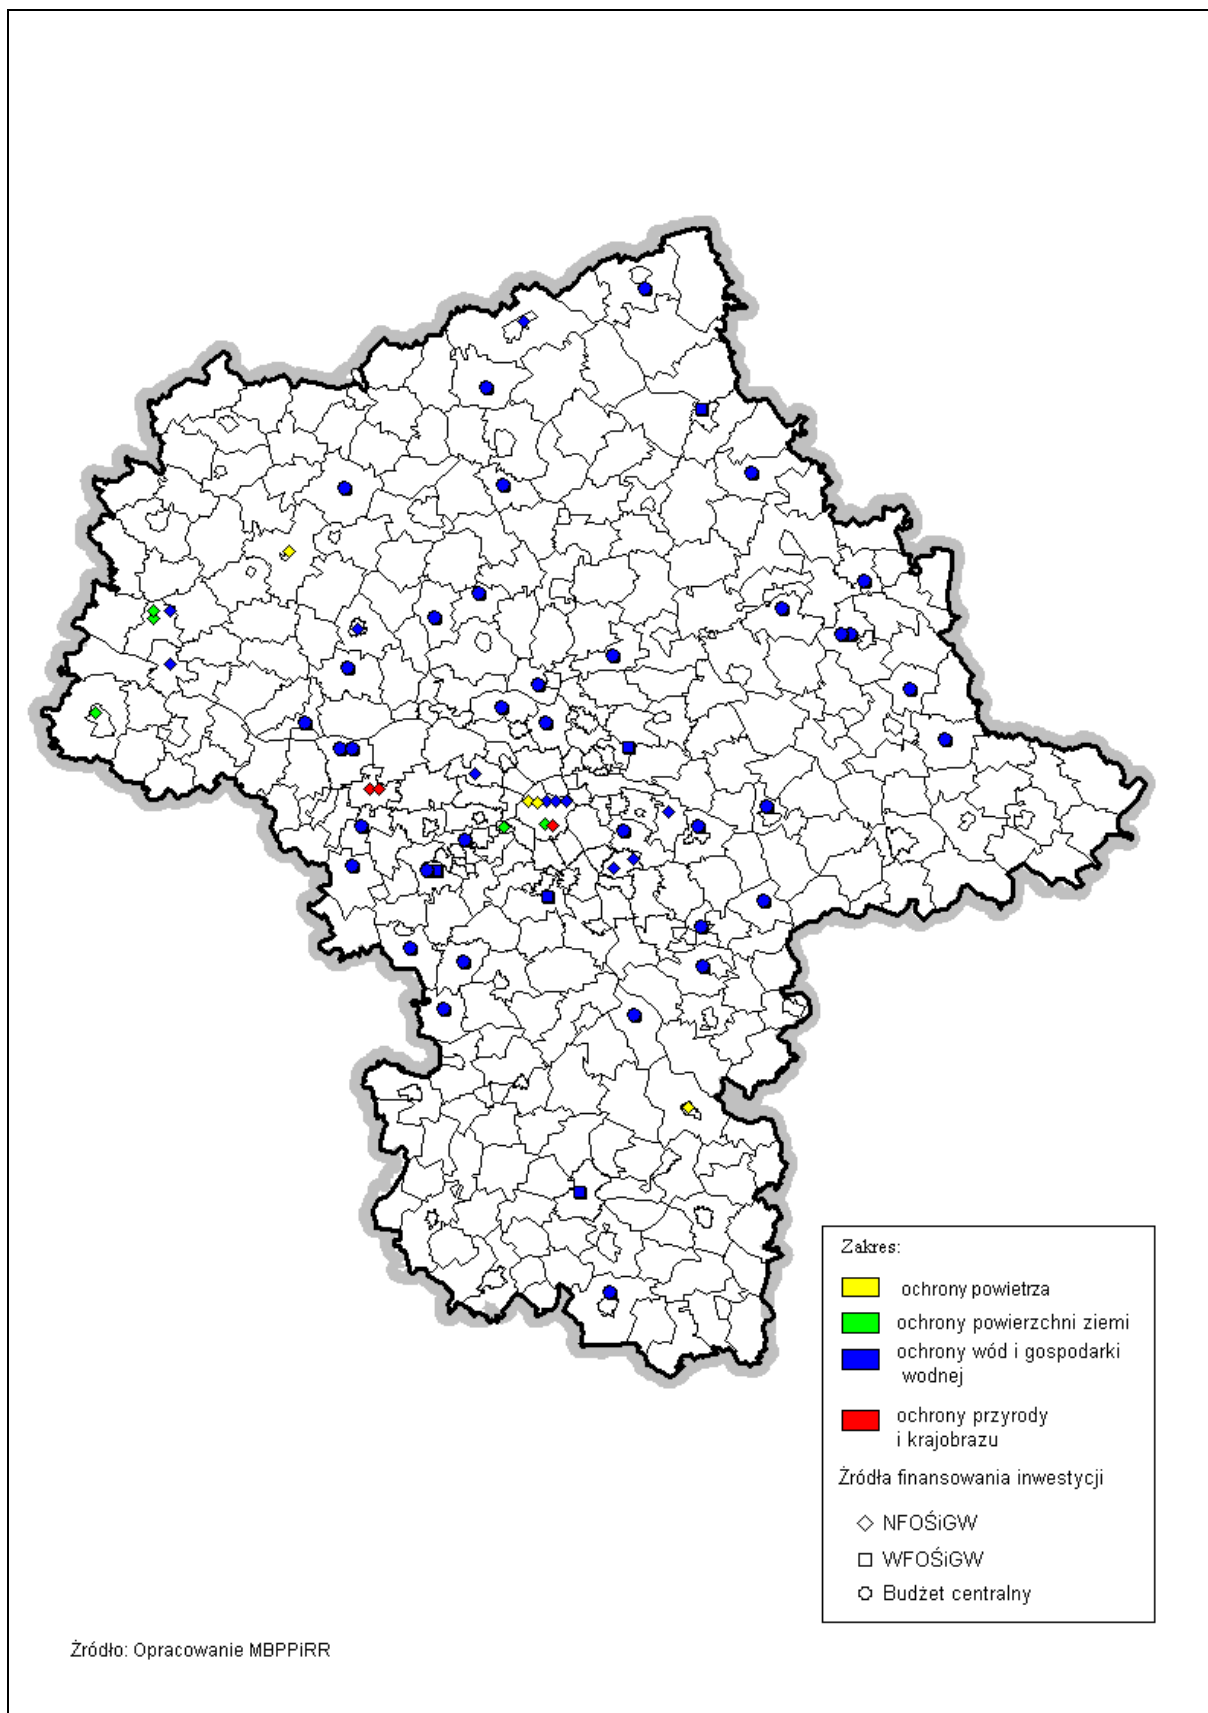 Zakres:
ochrony powietrza
ochrony powierzchni ziemi
ochrony wód i gospodarki
wodnej
ochrony przyrody
i krajobrazu
Źródła finansowania inwestycji
NFOŚiGW
WFOŚiGW
Budżet centralny
Źródło: Opracowanie MBPPiRR